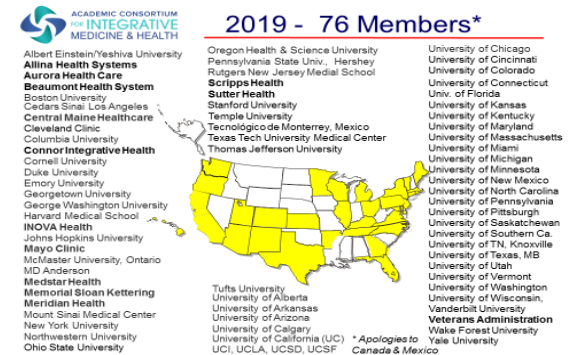 ACADEMIC CONSORTIUM
FOR INTEGRATIVE
MEDICINE & HEALTH
2019 - 76 Members*
Albert Einstein/Yeshiva University
Allina Health Systems
Aurora Health Care
Beaumont Health System
Boston University
Cedars Sinai Los Angeles
Central Maine Healthcare
Cleveland Clinic
Columbia University
Connor Integrative Health
Cornell University
Duke University
Emory University
Georgetown University
George Washington University
Harvard Medical School
INOVA Health
Johns Hopkins University
Mayo Clinic
McMaster University, Ontario
MD Anderson
Medstar Health
Memorial Sloan Kettering
Meridian Health
Mount Sinai Medical Center
New York University
Northwestern University
Ohio State University
Oregon Health & Science University
Pennsylvania State Univ., Hershey
Rutgers New Jersey Medial School
Scripps Health
Sutter Health
Stanford University
Temple University
Tecnológico de Monterrey, Mexico
Texas Tech University Medical Center
Thomas Jefferson University
Tufts University
University of Alberta
University of Arkansas
University of Arizona
University of Calgary
University of California (UC)
UCI, UCLA, UCSD, UCSF
* Apologies to
Canada & Mexico
University of Chicago
University of Cincinnati
University of Colorado
University of Connecticut
Univ. of Florida
University of Kansas
University of Kentucky
University of Maryland
University of Massachusetts
University of Miami
University of Michigan
University of Minnesota
University of New Mexico
University of North Carolina
University of Pennsylvania
University of Pittsburgh
University of Saskatchewan
University of Southern Ca.
University of TN, Knoxville
University of Texas, MB
University of Utah
University of Vermont
University of Washington
University of Wisconsin,
Vanderbilt University
Veterans Administration
Wake Forest University
Yale University